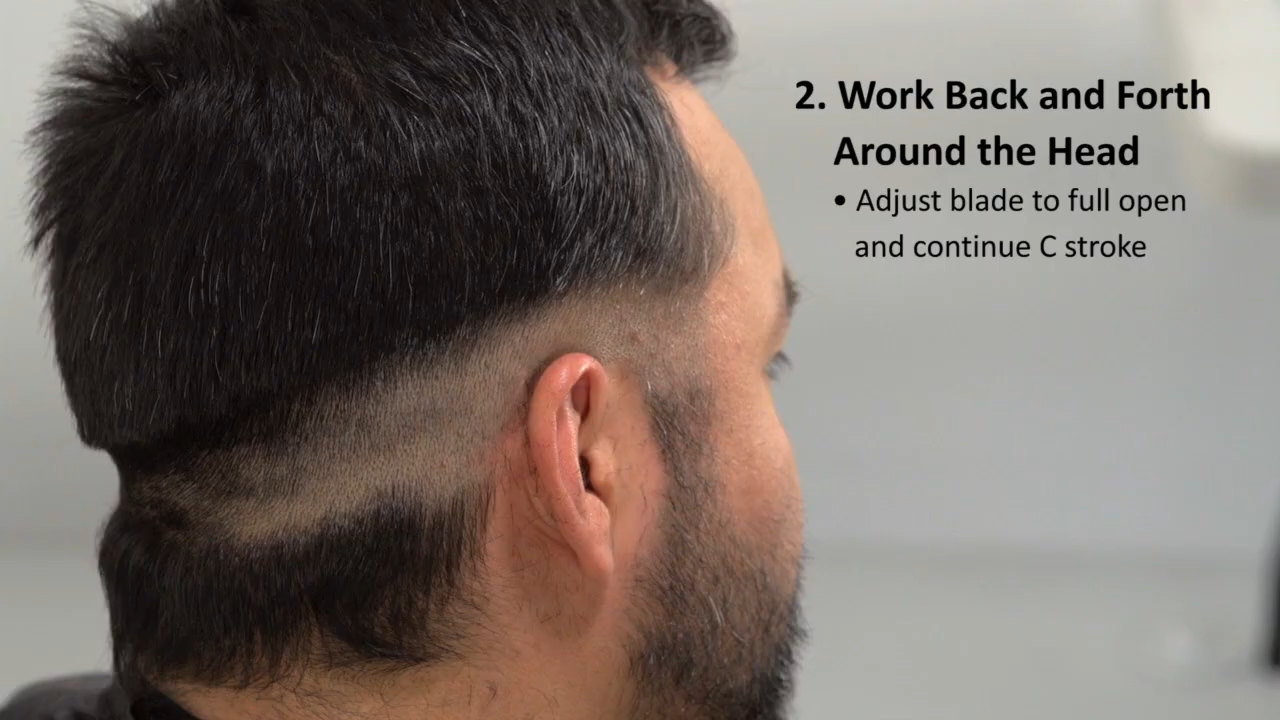 2. Work Back and Forth
Around the Head
• Adjust blade to full open
and continue C stroke